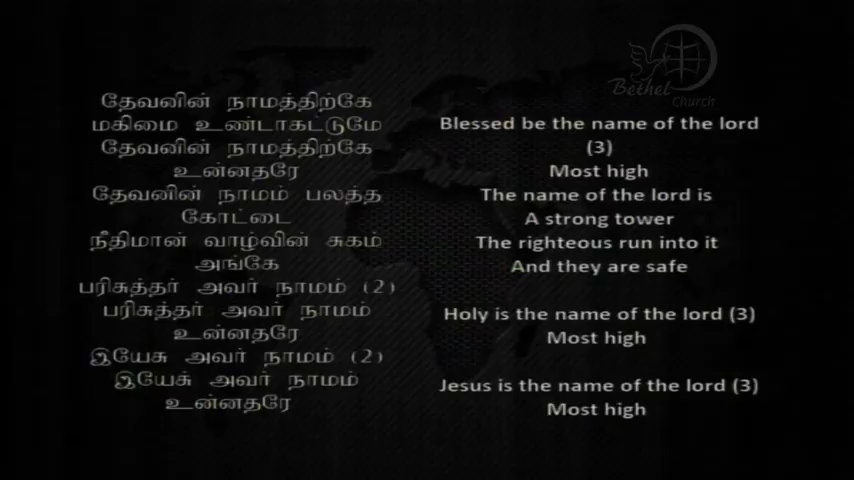 Bethel
Church
தேவனின் நாமத்திற்கே
மகிமை உண்டாகட்டுமே
தேவனின் நாமத்திற்கே
உன்னதரே
தேவனின் நாமம் பலத்த
கோட்டை
நீதிமான் வாழ்வின் சுகம்
அங்கே
பரிசுத்தர் அவர் நாமம் (2)
பரிசுத்தர் அவர் நாமம்
உன்னதரே
இயேசு அவர் நாமம் (2)
இயேசு அவர் நாமம்
உன்னதரே
Blessed be the name of the lord
(3)
Most high
The name of the lord is
A strong tower
The righteous run into it
And they are safe
Holy is the name of the lord (3)
Most high
Jesus is the name of the lord (3)
Most high